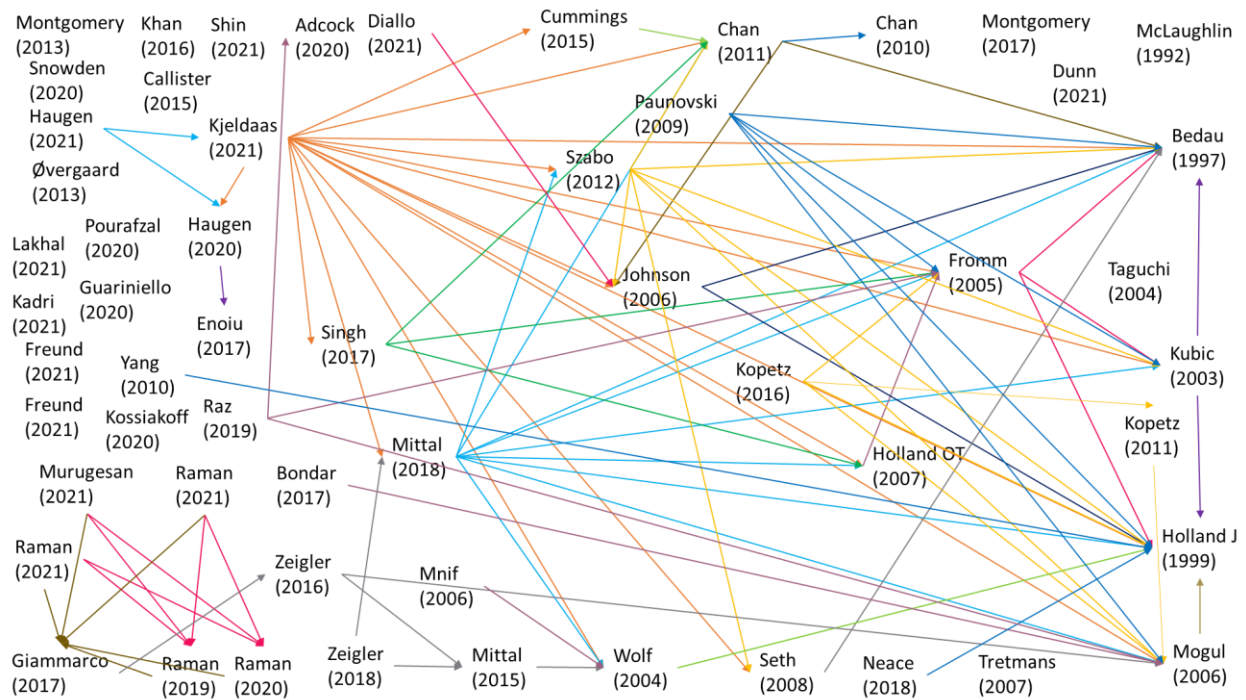 Montgomery
(2013)
Khan
(2016)
Shin
(2021)
Adcock
(2020)
Diallo
(2021)
Cummings
(2015)
Chan
(2011)
Chan
(2010)
Montgomery
(2017)
McLaughlin
(1992)
Snowden
(2020)
Callister
(2015)
Dunn
(2021)
Haugen
(2021)
Kjeldaas
(2021)
Paunovski
(2009)
Bedau
(1997)
Øvergaard
(2013)
Szabo
(2012)
Pourafzal
(2020)
Haugen
(2020)
Lakhal
(2021)
Johnson
(2006)
Fromm
(2005)
Taguchi
(2004)
Guariniello
(2020)
Kadri
(2021)
Enoiu
(2017)
Singh
(2017)
Freund
(2021)
Yang
(2010)
Kopetz
(2016)
Kubic
(2003)
Freund
(2021)
Kossiakoff
(2020)
Raz
(2019)
Kopetz
(2011)
Mittal
(2018)
Holland OT
(2007)
Murugesan
(2021)
Raman
(2021)
Bondar
(2017)
Raman
(2021)
Zeigler
(2016)
Mnif
(2006)
Holland J
(1999)
Giammarco
(2017)
Raman
(2019)
Raman
(2020)
Zeigler
(2018)
Mittal
(2015)
Wolf
(2004)
Seth
(2008)
Neace
(2018)
Tretmans
(2007)
Mogul
(2006)